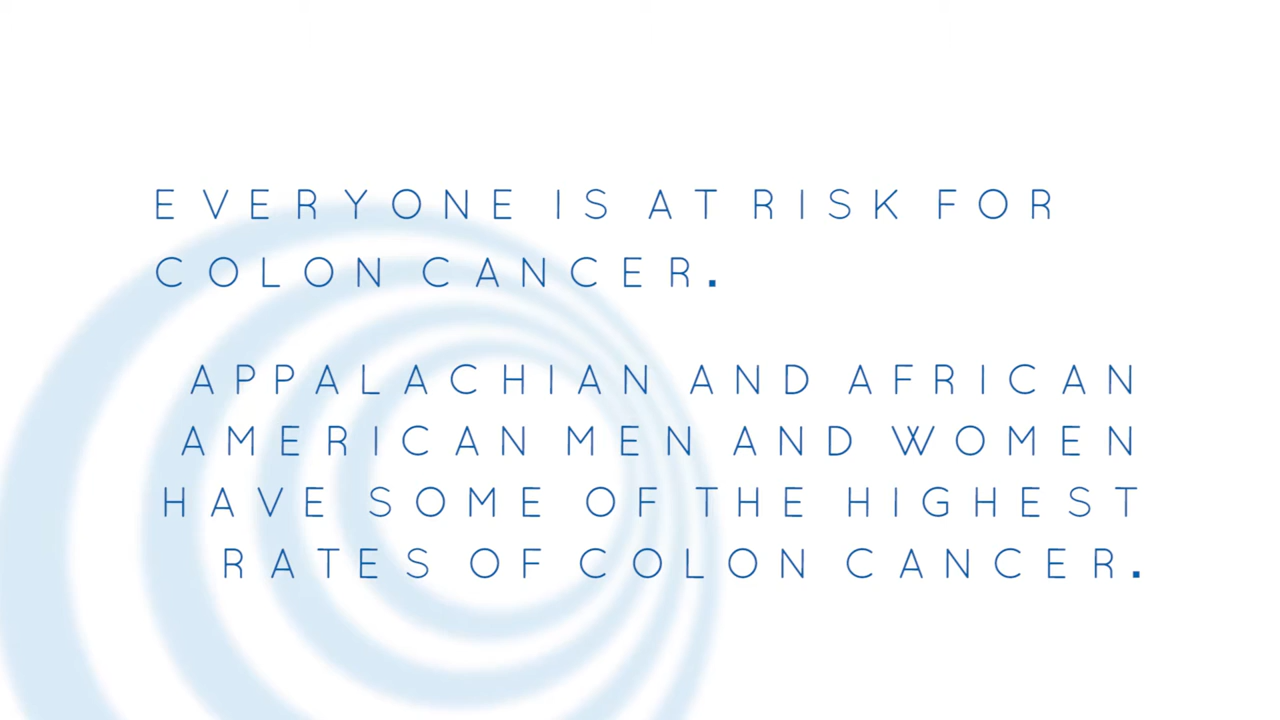 EVERYONE IS AT RISK FOR
COLON CANCER.
APPALACHIAN AND AFRICAN
AMERICAN MEN AND WOMEN
HAVE SOME OF THE HIGHEST
RATES OF COLON CANCER.